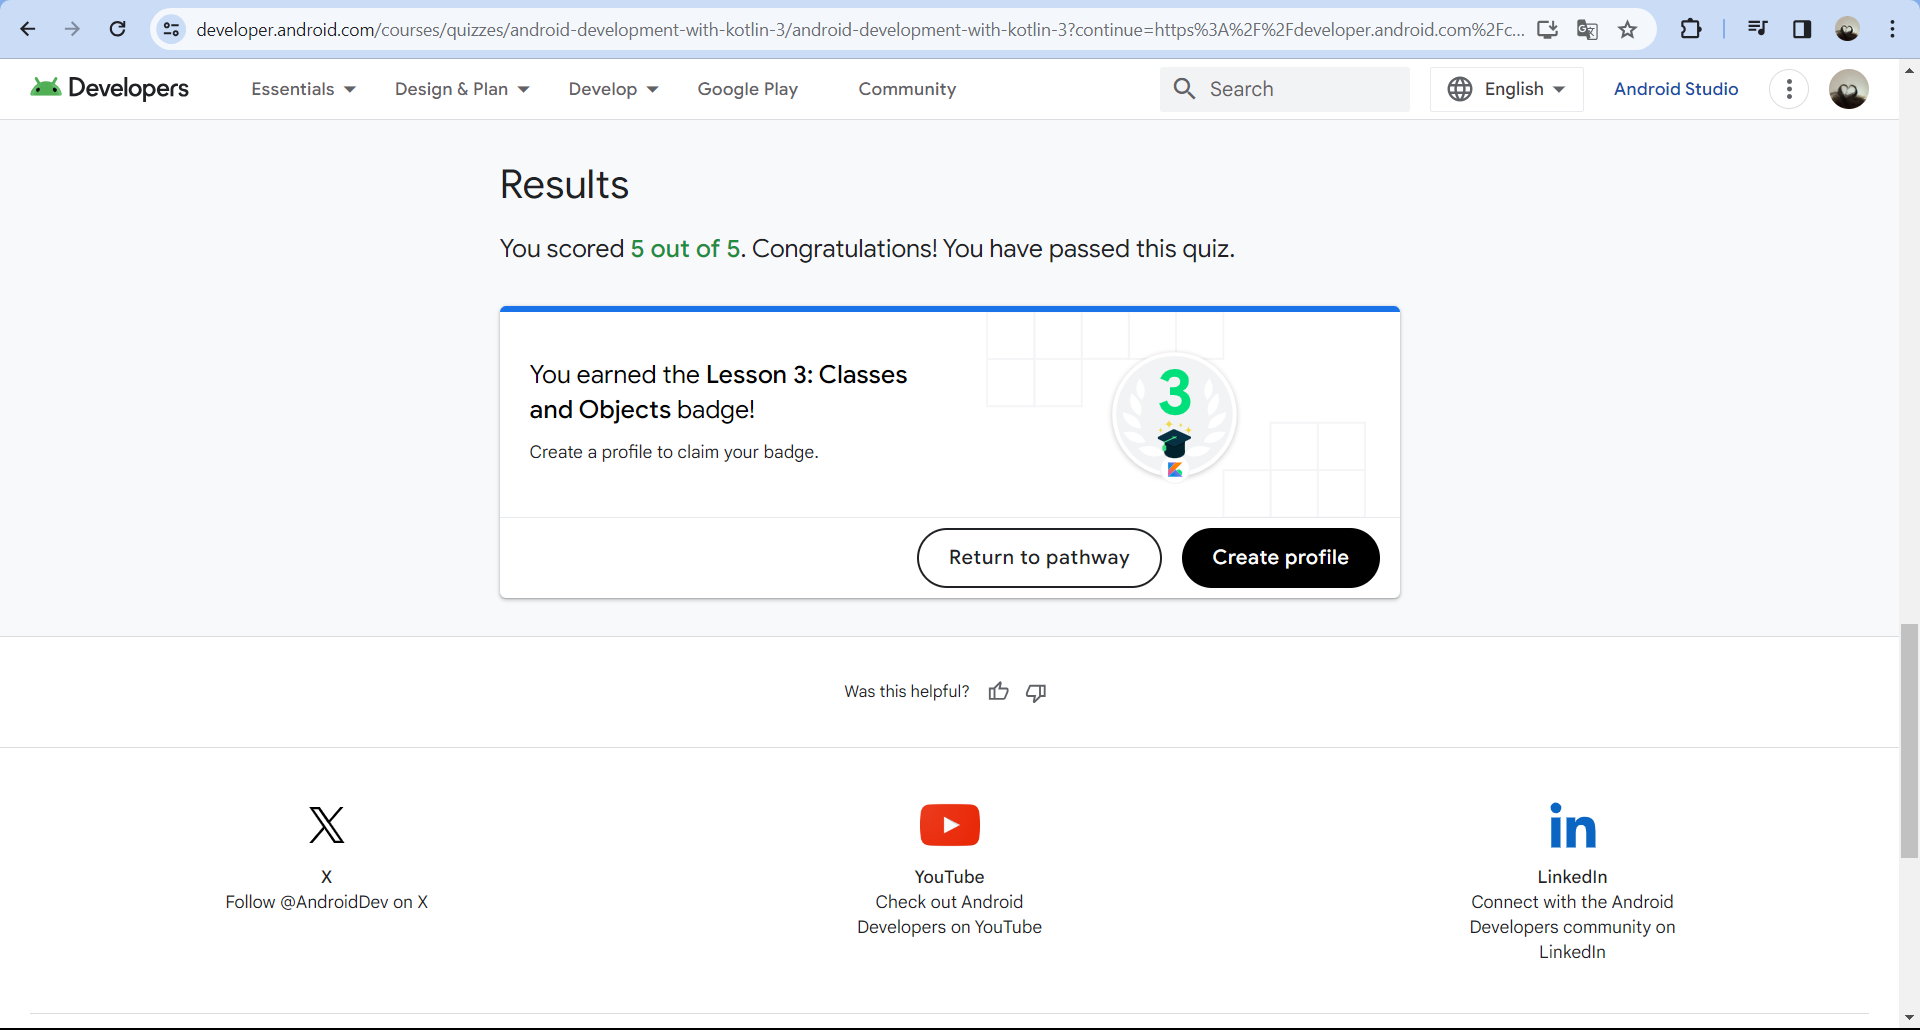 developer.android.com/courses/quizzes/android-development-with-kotlin-3/android-development-with-kotlin-3?continue=https%3A%2F%2Fdeveloper.android.com%2Fc...
Developers
Essentials
Design & Plan
Develop
Google Play
Community
Search
English
Android Studio
Results
You scored 5 out of 5. Congratulations! You have passed this quiz.
You earned the Lesson 3: Classes
and Objects badge!
Create a profile to claim your badge.
3
Return to pathway
Create profile
Was this helpful?
X
Follow @AndroidDev on X
YouTube
Check out Android
Developers on YouTube
in
LinkedIn
Connect with the Android
Developers community on
LinkedIn